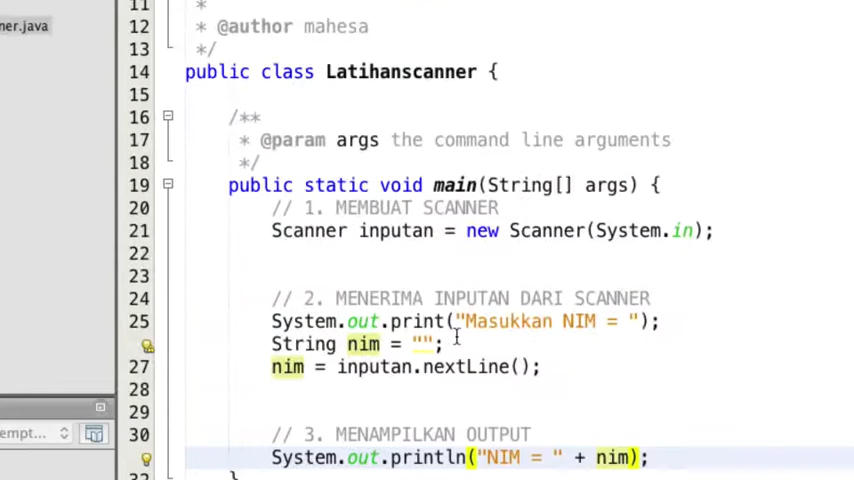 11 *
ner.java
12 * @author mahesa
13 */
14 public class Latihanscanner {
15
16 /**
17 * @param args the command line arguments
18 */
19 public static void main(String[] args) {
20 // 1. MEMBUAT SCANNER
21 Scanner inputan = new Scanner(System.in);
22
23
24 // 2. MENERIMA INPUTAN DARI SCANNER
25 System.out.print("Masukkan NIM = ");
String nim = "";
27 nim = inputan.nextLine();
28
29
30 // 3. MENAMPILKAN OUTPUT
empt...
System.out.println("NIM = " + nim);
32 }